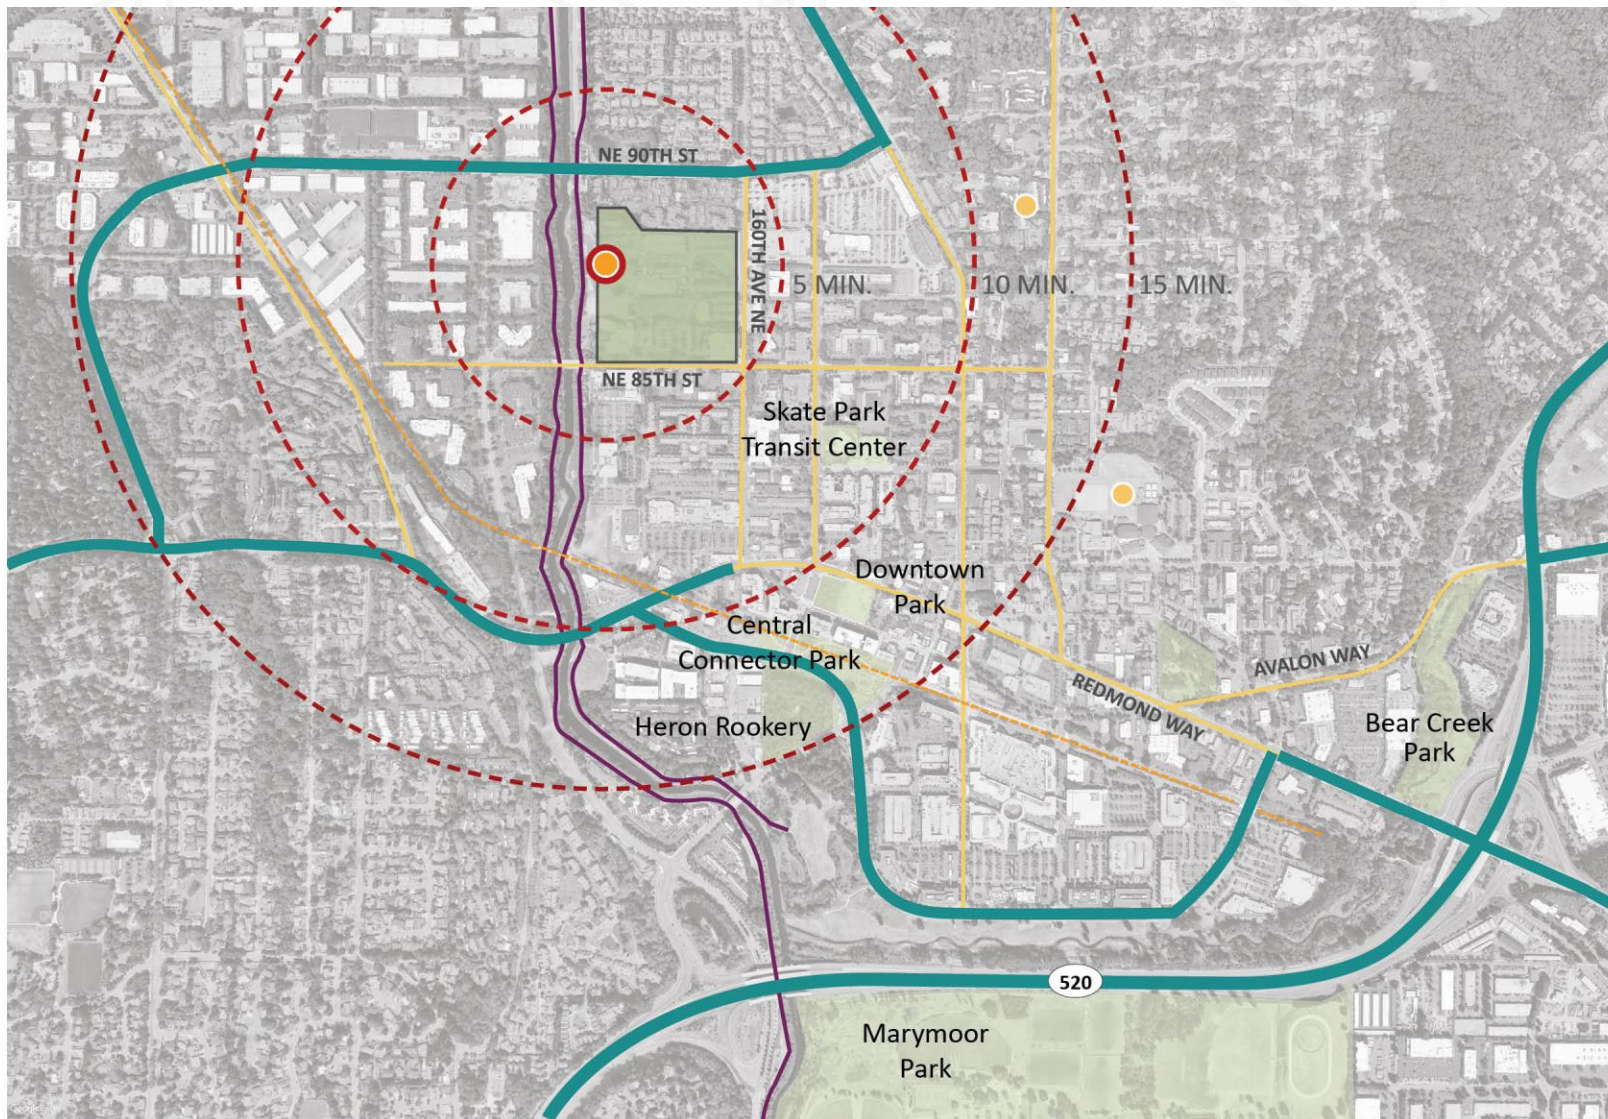 NE 90TH ST
160TH AVE NE
5 MIN.
10 MIN.
15 MIN.
NE 85TH ST
Skate Park
Transit Center
Downtown
Park
Central
Connector Park
AVALON WAY
REDMOND WAY
Heron Rookery
Bear Creek
Park
520
Marymoor
Park
Google